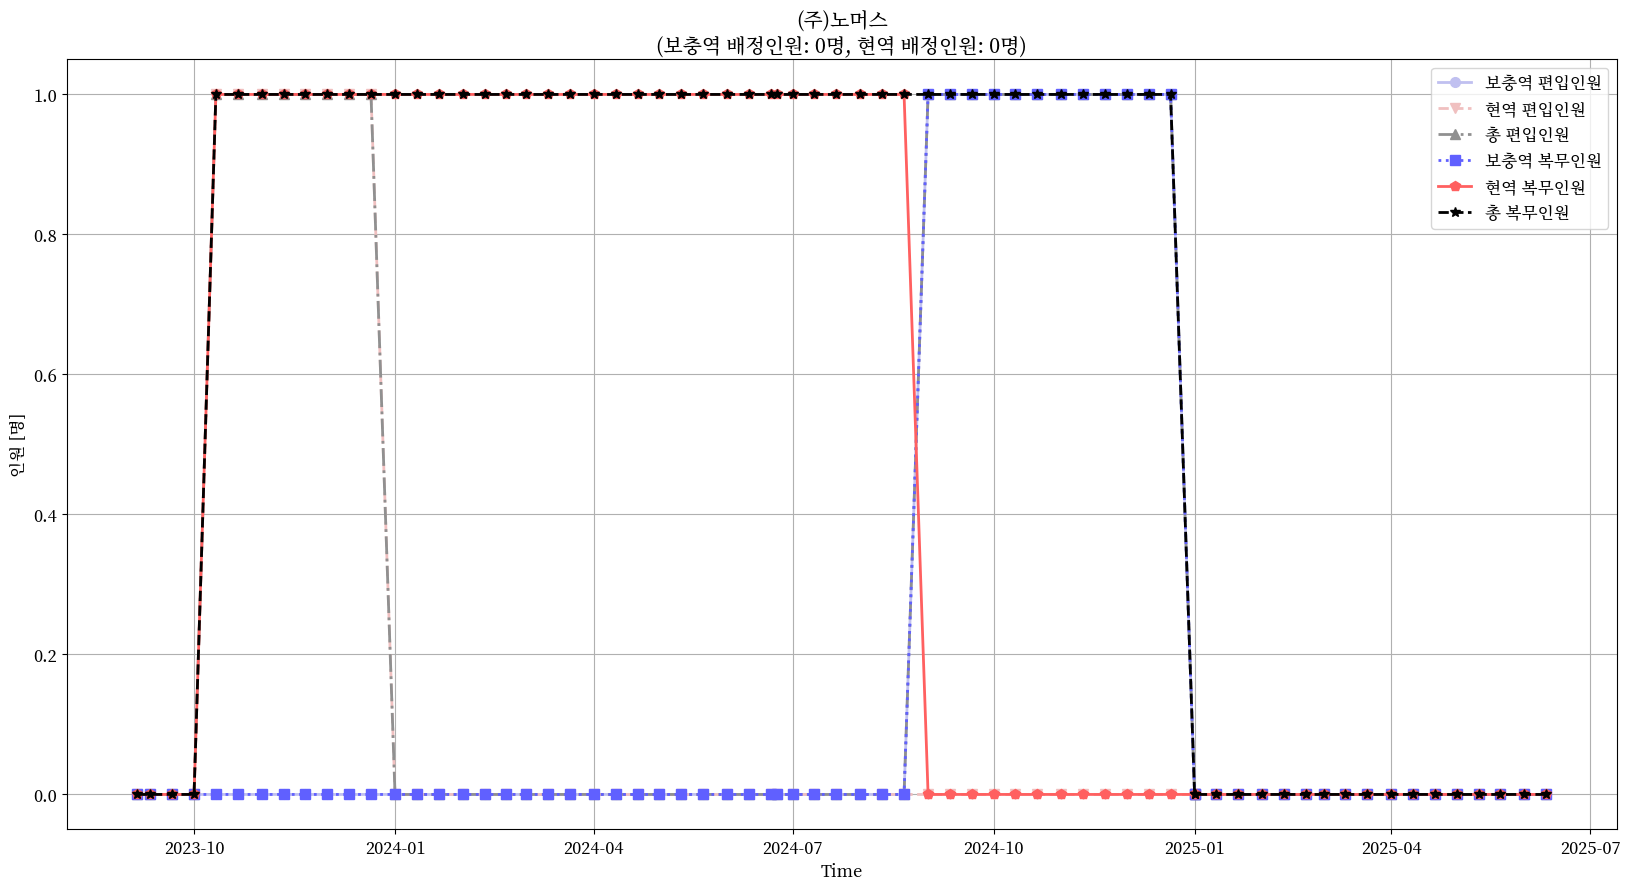 (주)노머스
(보충역 배정인원: 0명, 현역 배정인원: 0명)
보충역 편입인원
현역 편입인원
총 편입인원
보충역 복무인원
현역 복무인원
총 복무인원
인원 [명]
1.0
0.8
0.6
0.4
0.2
0.0
2023-10
2024-01
2024-04
2024-07
2024-10
2025-01
2025-04
2025-07
Time